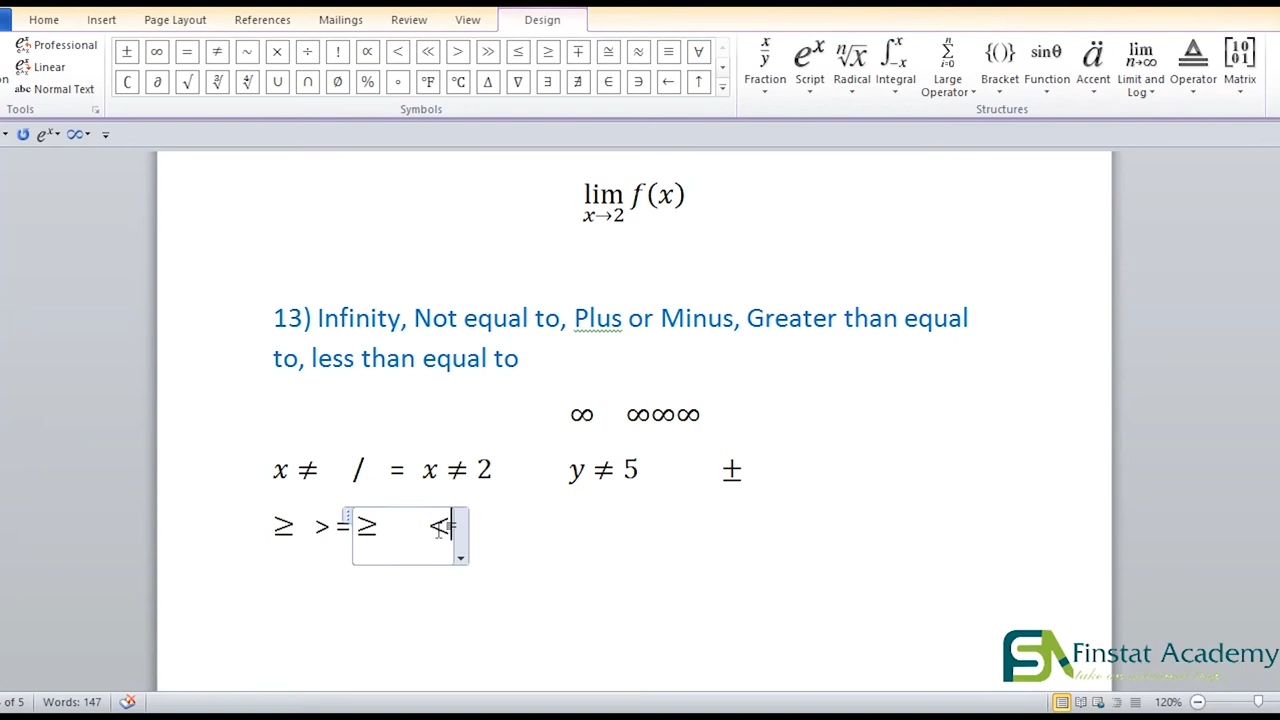 Home Insert Page Layout References Mailings Review View Design
Professional
Linear
abc Normal Text
Tools
± ∞ = ≠ ~ × ÷ ! ∝ < ≪ > ≫ ≤ ≥ ∓ ≅ ≈ ≡ ∀
∁ ∂ √ ∛ ∜ ∪ ∩ ∅ % ° °F °C ∆ ∇ ∃ ∄ ∈ ∋ ← ↑
Symbols
Fraction Script Radical Integral Large Operator Bracket Function Accent Limit and Log Operator Matrix
Structures
lim f(x)
x→2
13) Infinity, Not equal to, Plus or Minus, Greater than equal
to, less than equal to
∞ ∞∞∞
x ≠ / = x ≠ 2 y ≠ 5 ±
≥ > = ≥ <=
Finstat Academy
of 5 Words: 147 120%